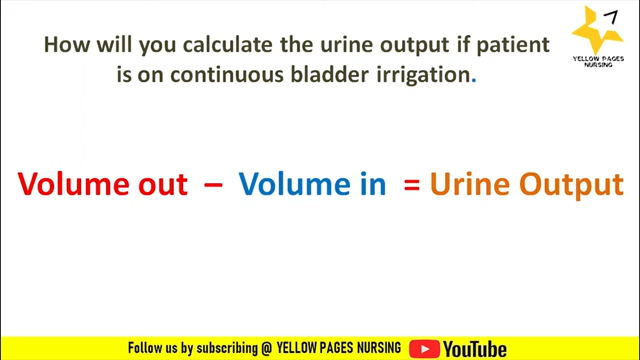 How will you calculate the urine output if patient
is on continuous bladder irrigation.
YELLOW PAGES
NURSING
Volume out – Volume in = Urine Output
Follow us by subscribing @ YELLOW PAGES NURSING YouTube